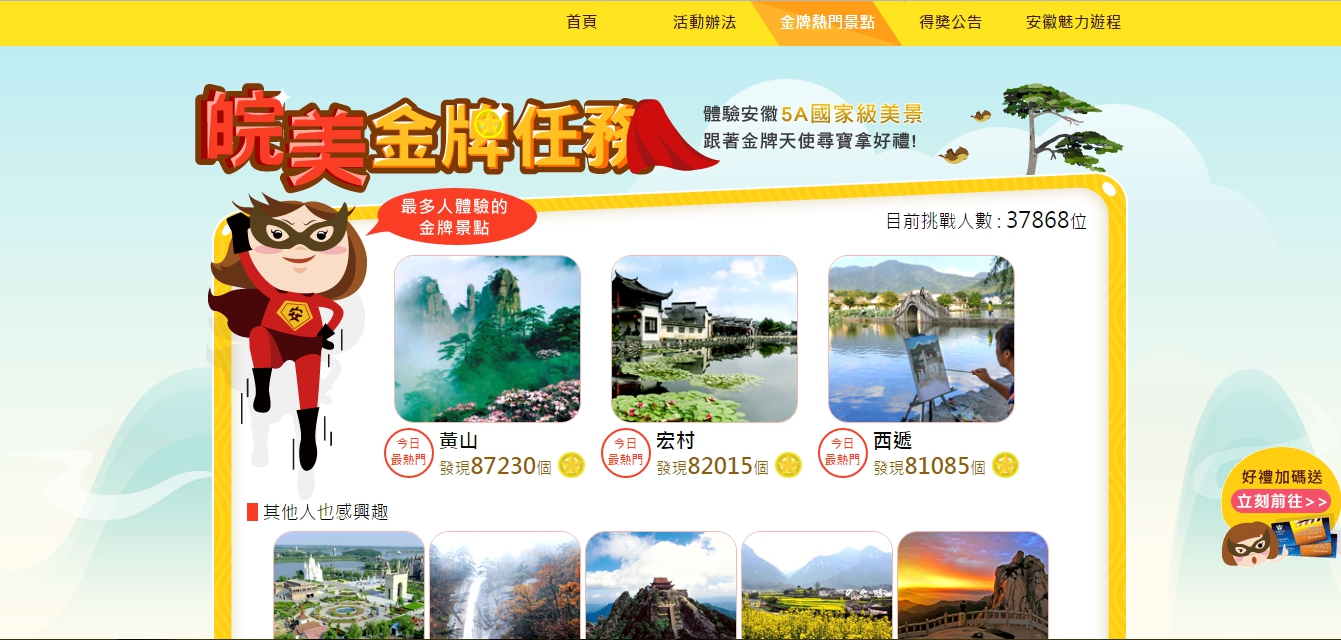 首頁
活動辦法
金牌熱門景點
得獎公告
安徽魅力遊程
皖美金牌任務
體驗安徽5A國家級美景
跟著金牌天使尋寶拿好禮!
最多人體驗的
金牌景點
目前挑戰人數 : 37868位
安
今日
最熱門
黃山
發現87230個
今日
最熱門
宏村
發現82015個
今日
最熱門
西遞
發現81085個
其他人也感興趣
好禮加碼送
立刻前往>>